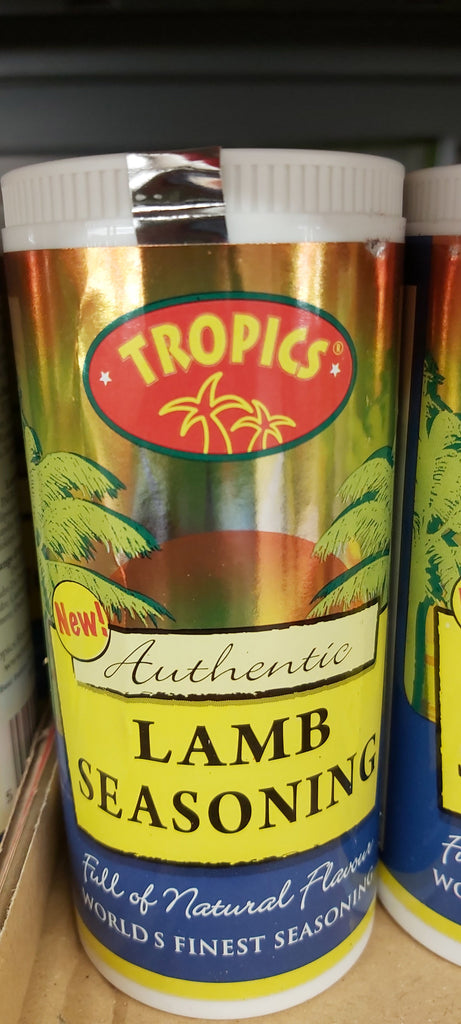 TROPICS®
New!
Authentic
LAMB
SEASONING
Full of Natural Flavour
WORLD S FINEST SEASONING